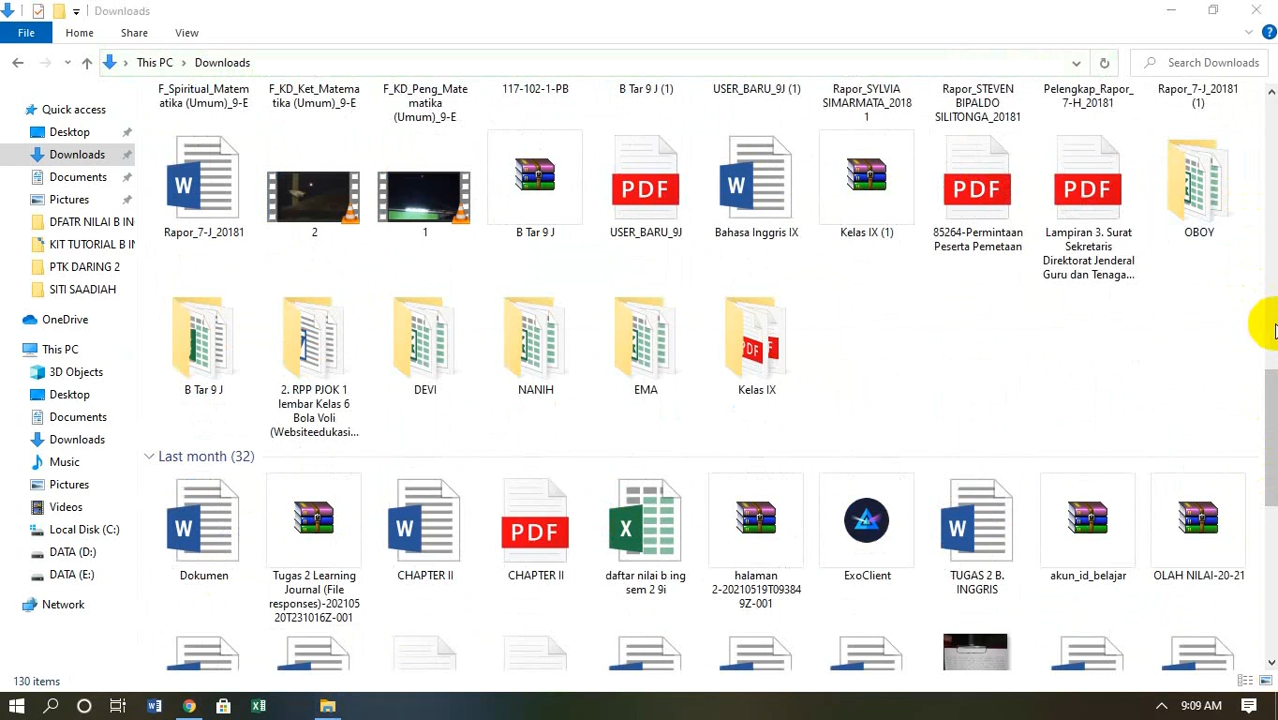 Downloads
File Home Share View
This PC Downloads
Search Downloads
Quick access
Desktop
Downloads
Documents
Pictures
DFATR NILAI B IN
KIT TUTORIAL B IN
PTK DARING 2
SITI SAADIAH
OneDrive
This PC
3D Objects
Desktop
Documents
Downloads
Music
Pictures
Videos
Local Disk (C:)
DATA (D:)
DATA (E:)
Network
F_Spiritual_Matem
atika (Umum)_9-E
F_KD_Ket_Matema
tika (Umum)_9-E
F_KD_Peng_Mate
matika
(Umum)_9-E
117-102-1-PB
B Tar 9 J (1)
USER_BARU_9J (1)
Rapor_SYLVIA
SIMARMATA_2018
1
Rapor_STEVEN
BIPALDO
SILITONGA_20181
Pelengkap_Rapor_
7-H_20181
Rapor_7-J_20181
(1)
Rapor_7-J_20181
2
1
B Tar 9 J
PDF
USER_BARU_9J
Bahasa Inggris IX
Kelas IX (1)
PDF
85264-Permintaan
Peserta Pemetaan
PDF
Lampiran 3. Surat
Sekretaris
Direktorat Jenderal
Guru dan Tenaga...
OBOY
B Tar 9 J
2. RPP PJOK 1
lembar Kelas 6
Bola Voli
(Websiteedukasi...
DEVI
NANIH
EMA
PDF
Kelas IX
Last month (32)
Dokumen
Tugas 2 Learning
Journal (File
responses)-202105
20T231016Z-001
CHAPTER II
PDF
CHAPTER II
daftar nilai b ing
sem 2 9i
halaman
2-20210519T09384
9Z-001
ExoClient
TUGAS 2 B.
INGGRIS
akun_id_belajar
OLAH NILAI-20-21
130 items
9:09 AM